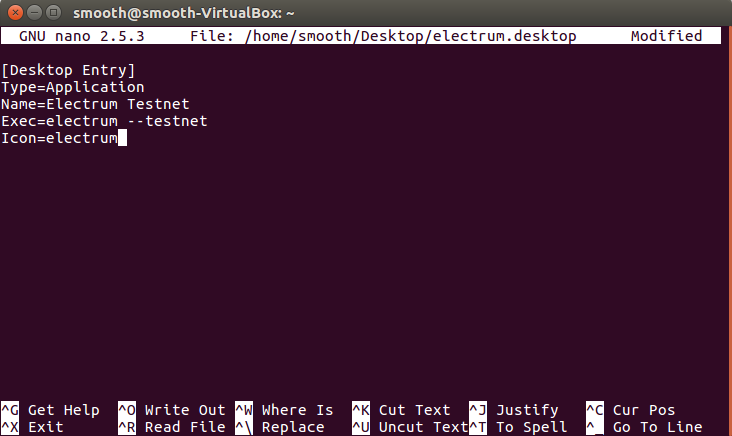 smooth@smooth-VirtualBox: ~
GNU nano 2.5.3 File: /home/smooth/Desktop/electrum.desktop Modified
[Desktop Entry]
Type=Application
Name=Electrum Testnet
Exec=electrum --testnet
Icon=electrum
^G Get Help ^O Write Out ^W Where Is ^K Cut Text ^J Justify ^C Cur Pos
^X Exit ^R Read File ^\ Replace ^U Uncut Text ^T To Spell ^_ Go To Line